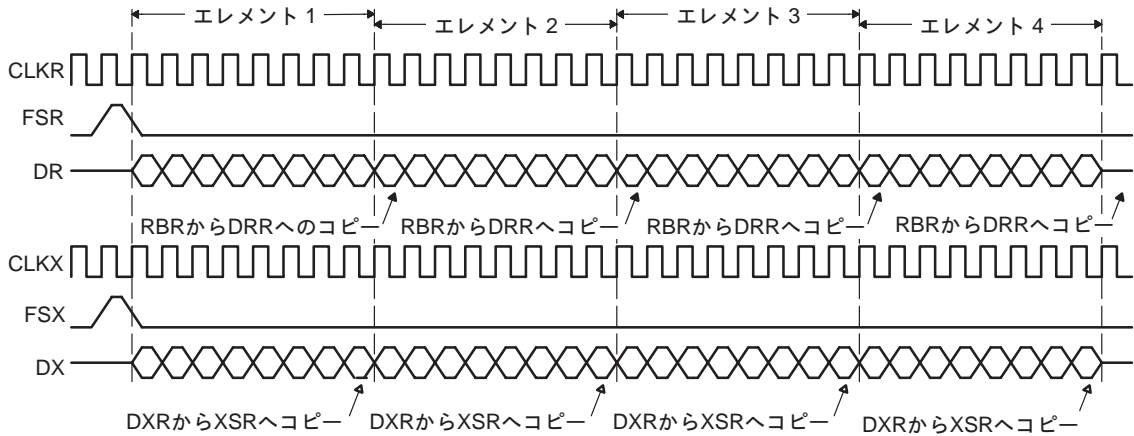 エレメント 1
エレメント 2
エレメント 3
エレメント 4
CLKR
FSR
DR
RBRからDRRへのコピー
RBRからDRRへコピー
RBRからDRRへコピー
RBRからDRRへコピー
CLKX
FSX
DX
DXRからXSRへコピー
DXRからXSRへコピー
DXRからXSRへコピー
DXRからXSRへコピー